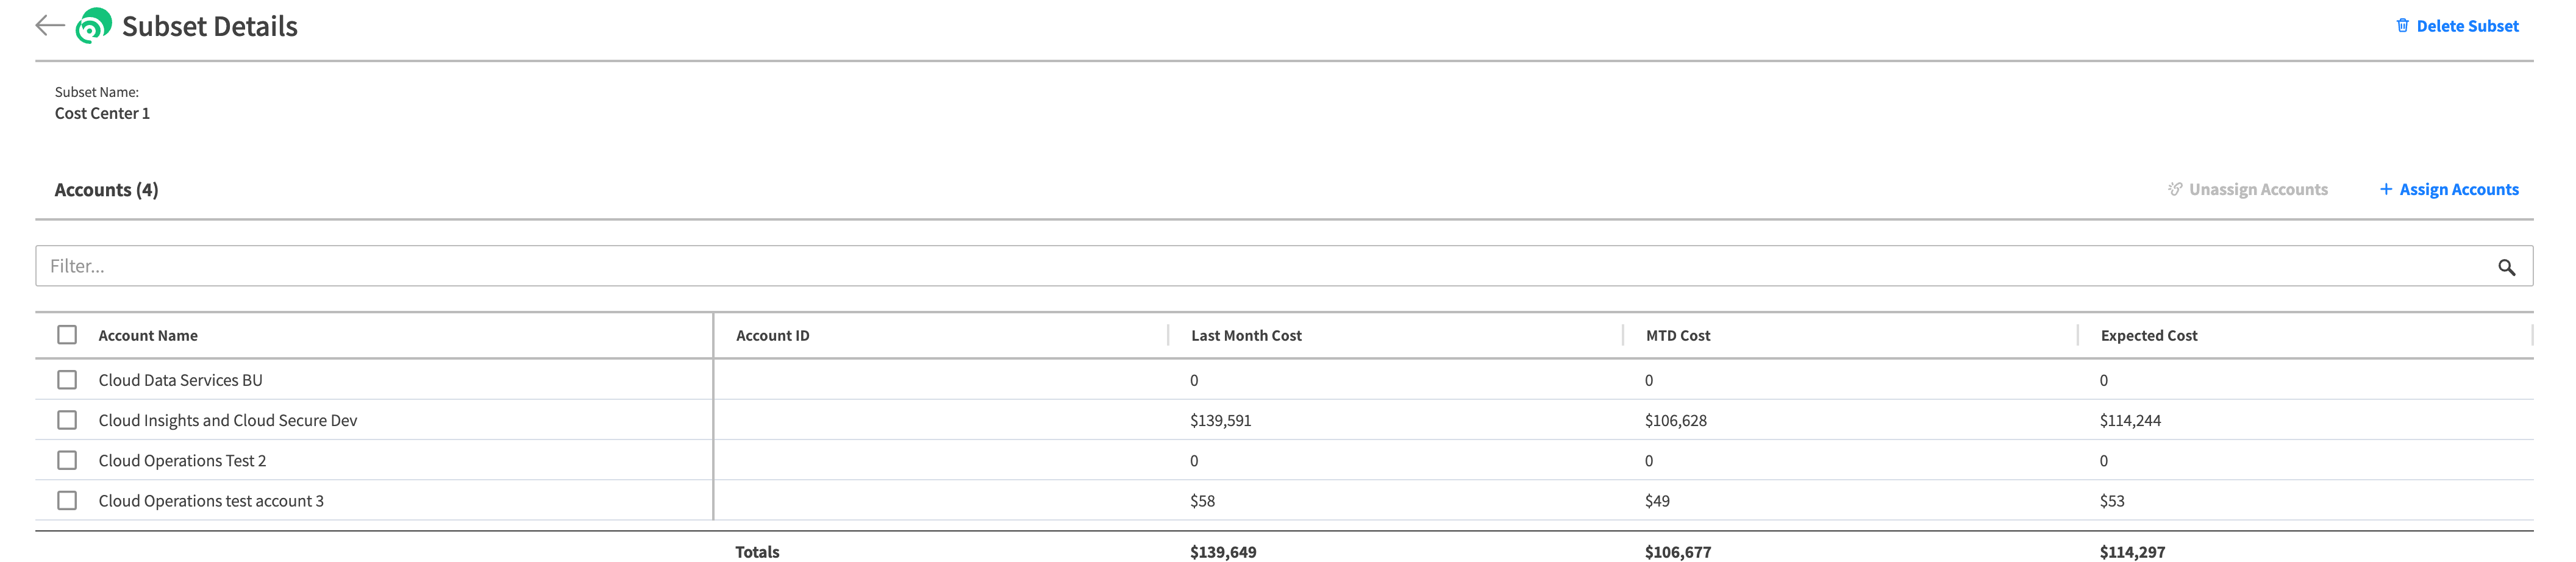 Subset Details
Delete Subset
Subset Name:
Cost Center 1
Accounts (4)
Unassign Accounts
+ Assign Accounts
Filter...
Account Name Account ID Last Month Cost MTD Cost Expected Cost
Cloud Data Services BU 0 0 0
Cloud Insights and Cloud Secure Dev $139,591 $106,628 $114,244
Cloud Operations Test 2 0 0 0
Cloud Operations test account 3 $58 $49 $53
Totals $139,649 $106,677 $114,297